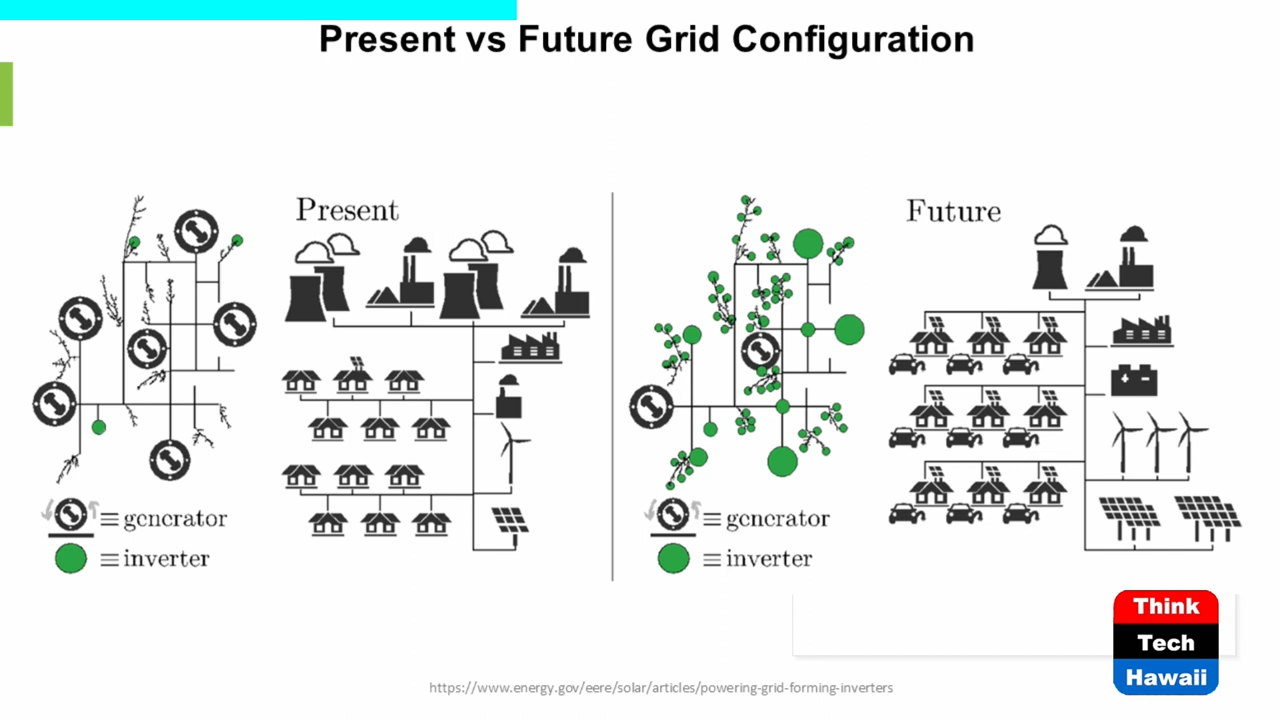 Present vs Future Grid Configuration
Present
≡ generator
≡ inverter
Future
≡ generator
≡ inverter
Think
Tech
Hawaii
https://www.energy.gov/eere/solar/articles/powering-grid-forming-inverters